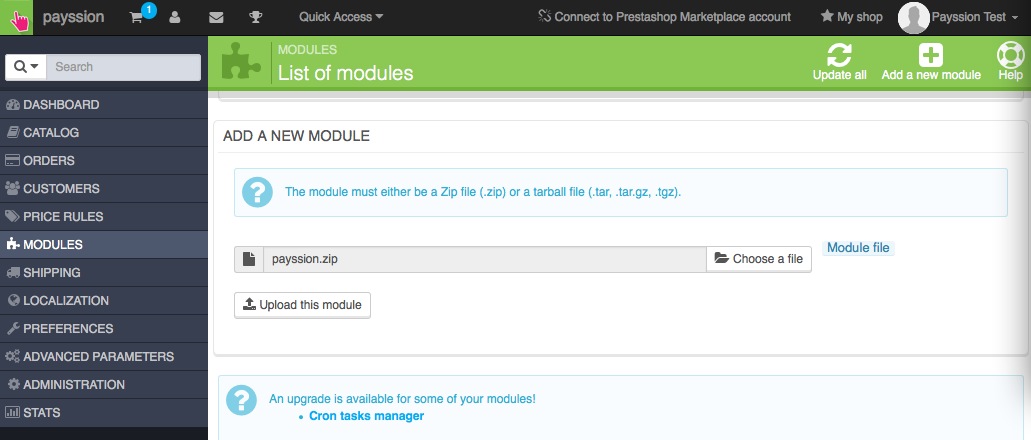 payssion 1 Quick Access Connect to Prestashop Marketplace account My shop Payssion Test
MODULES
List of modules
Update all Add a new module Help
Search
DASHBOARD
CATALOG
ORDERS
CUSTOMERS
PRICE RULES
MODULES
SHIPPING
LOCALIZATION
PREFERENCES
ADVANCED PARAMETERS
ADMINISTRATION
STATS
ADD A NEW MODULE
The module must either be a Zip file (.zip) or a tarball file (.tar, .tar.gz, .tgz).
payssion.zip Choose a file Module file
Upload this module
An upgrade is available for some of your modules!
• Cron tasks manager